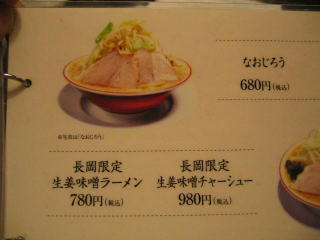 なおじろう
680円(税込)
※写真は「なおじろう」
長岡限定
生姜味噌ラーメン
780円(税込)
長岡限定
生姜味噌チャーシュー
980円(税込)